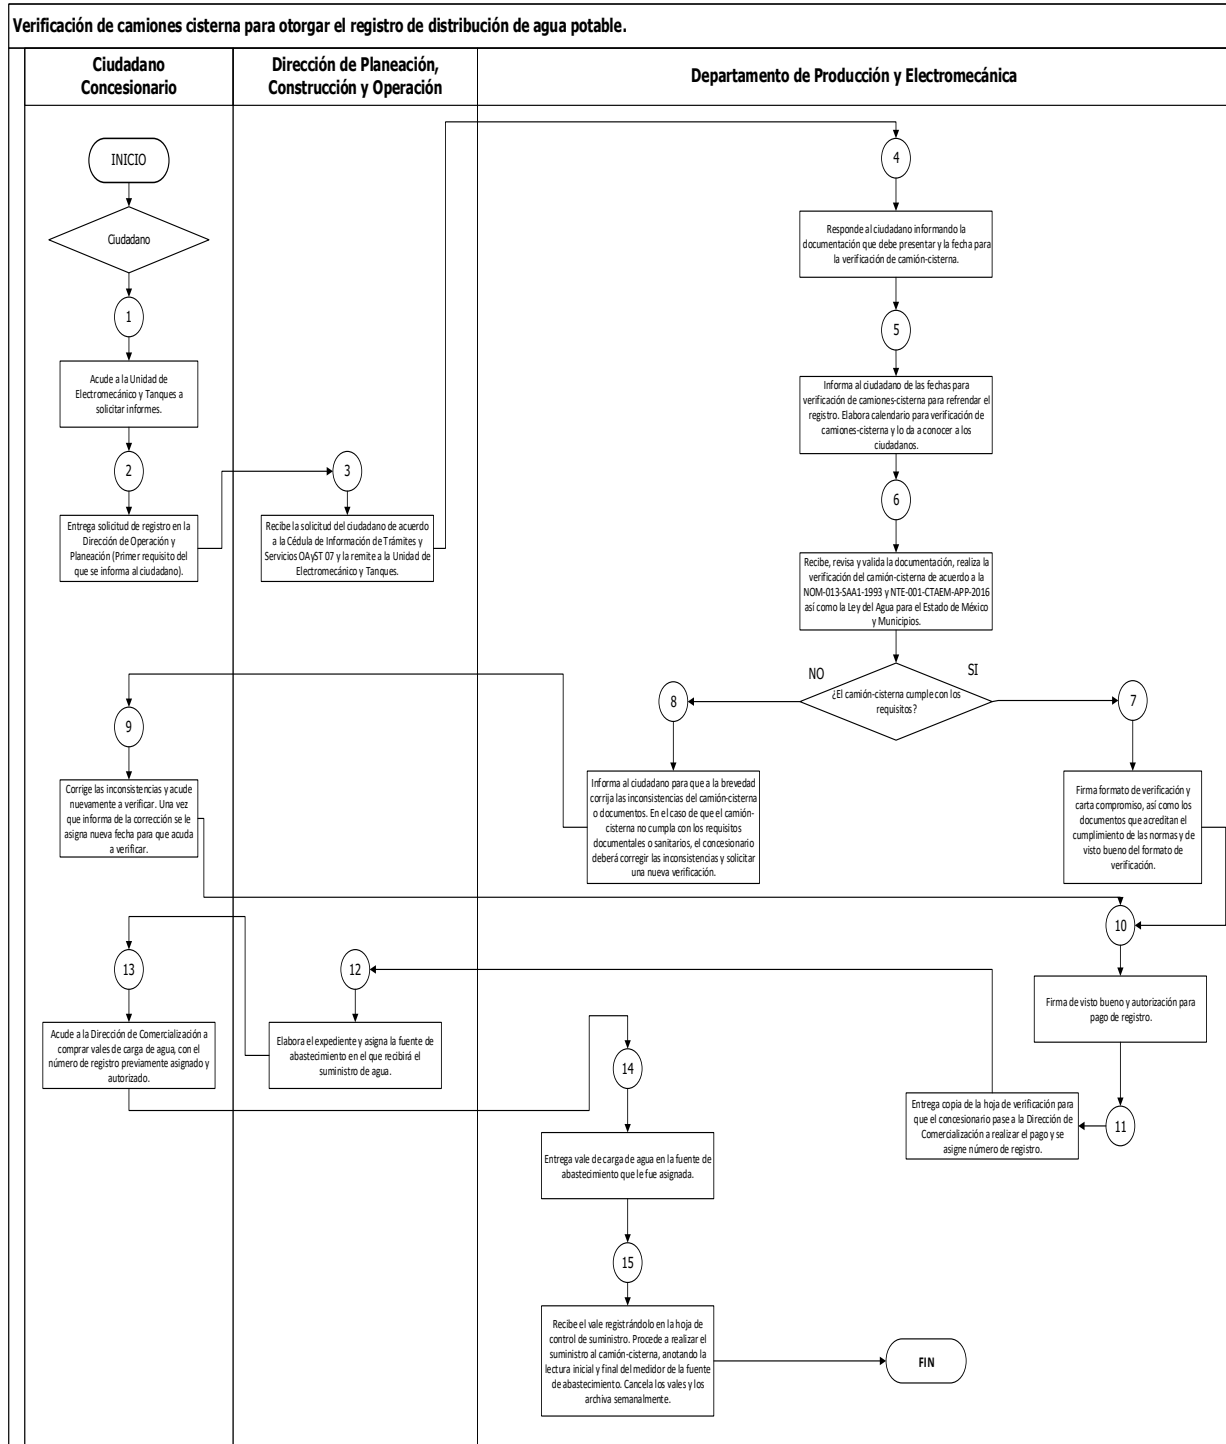 Verificación de camiones cisterna para otorgar el registro de distribución de agua potable.
Ciudadano
Concesionario
Dirección de Planeación,
Construcción y Operación
Departamento de Producción y Electromecánica
INICIO
Ciudadano
1
Acude a la Unidad de
Electromecánico y Tanques a
solicitar informes.
2
Entrega solicitud de registro en la
Dirección de Operación y
Planeación (Primer requisito del
que se informa al ciudadano).
3
Recibe la solicitud del ciudadano de acuerdo
a la Cédula de Información de Trámites y
Servicios OAyST 07 y la remite a la Unidad de
Electromecánico y Tanques.
4
Responde al ciudadano informando la
documentación que debe presentar y la fecha para
la verificación de camión-cisterna.
5
Informa al ciudadano de las fechas para
verificación de camiones-cisterna para refrendar el
registro. Elabora calendario para verificación de
camiones-cisterna y lo da a conocer a los
ciudadanos.
6
Recibe, revisa y valida la documentación, realiza la
verificación del camión-cisterna de acuerdo a la
NOM-013-SAA1-1993 y NTE-001-CTAEM-APP-2016
así como la Ley del Agua para el Estado de México
y Municipios.
NO
SI
¿El camión-cisterna cumple con los
requisitos?
7
Firma formato de verificación y
carta compromiso, así como los
documentos que acreditan el
cumplimiento de las normas y de
visto bueno del formato de
verificación.
8
Informa al ciudadano para que a la brevedad
corrija las inconsistencias del camión-cisterna
o documentos. En el caso de que el camión-
cisterna no cumpla con los requisitos
documentales o sanitarios, el concesionario
deberá corregir las inconsistencias y solicitar
una nueva verificación.
9
Corrige las inconsistencias y acude
nuevamente a verificar. Una vez
que informa de la corrección se le
asigna nueva fecha para que acuda
a verificar.
10
Firma de visto bueno y autorización para
pago de registro.
11
Entrega copia de la hoja de verificación para
que el concesionario pase a la Dirección de
Comercialización a realizar el pago y se
asigne número de registro.
12
Elabora el expediente y asigna la fuente de
abastecimiento en el que recibirá el
suministro de agua.
13
Acude a la Dirección de Comercialización a
comprar vales de carga de agua, con el
número de registro previamente asignado y
autorizado.
14
Entrega vale de carga de agua en la fuente de
abastecimiento que le fue asignada.
15
Recibe el vale registrándolo en la hoja de
control de suministro. Procede a realizar el
suministro al camión-cisterna, anotando la
lectura inicial y final del medidor de la fuente
de abastecimiento. Cancela los vales y los
archiva semanalmente.
FIN